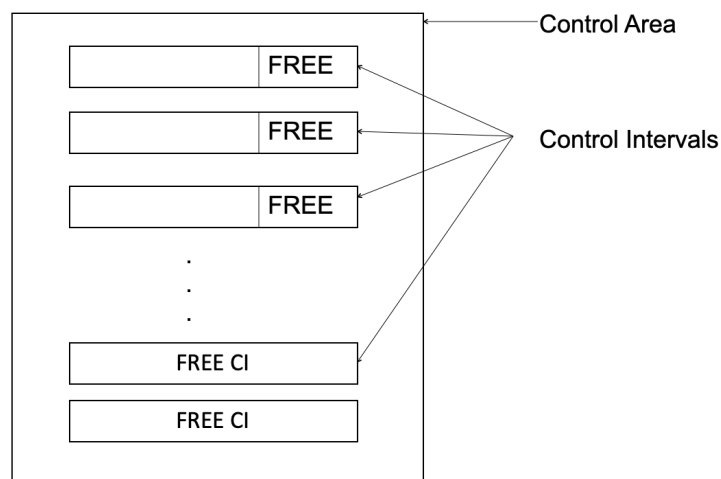 Control Area
FREE
FREE
Control Intervals
FREE
.
.
.
FREE CI
FREE CI